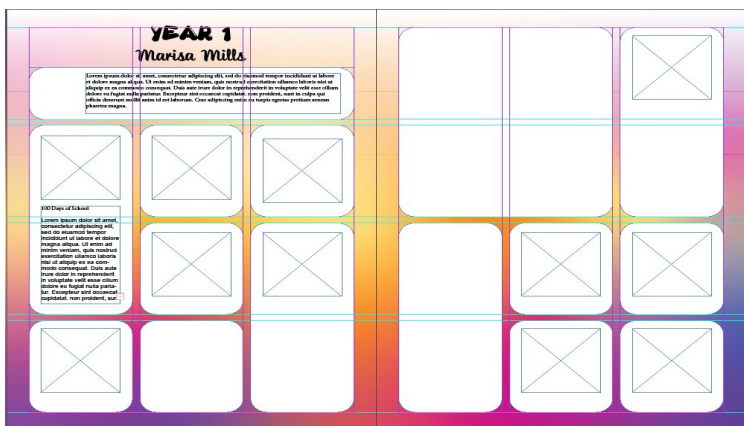 YEAR 1
Marisa Mills
Lorem ipsum dolor sit amet, consectetur adipiscing elit, sed do eiusmod tempor incididunt ut labore
et dolore magna aliqua. Ut enim ad minim veniam, quis nostrud exercitation ullamco laboris nisi ut
aliquip ex ea commodo consequat. Duis aute irure dolor in reprehenderit in voluptate velit esse cillum
dolore eu fugiat nulla pariatur. Excepteur sint occaecat cupidatat. non proident, sunt in culpa qui
officia deserunt mollit anim id est laborum. Cras adipiscing enim eu turpis egestas pretium aenean
pharetra magna.
100 Days of School
Lorem ipsum dolor sit amet,
consectetur adipiscing elit,
sed do eiusmod tempor
incididunt ut labore et dolore
magna aliqua. Ut enim ad
minim veniam, quis nostrud
exercitation ullamco laboris
nisi ut aliquip ex ea com-
modo consequat. Duis aute
irure dolor in reprehenderit
in voluptate velit esse cillum
dolore eu fugiat nulla paria-
tur. Excepteur sint occaecat
cupidatat. non proident, sun